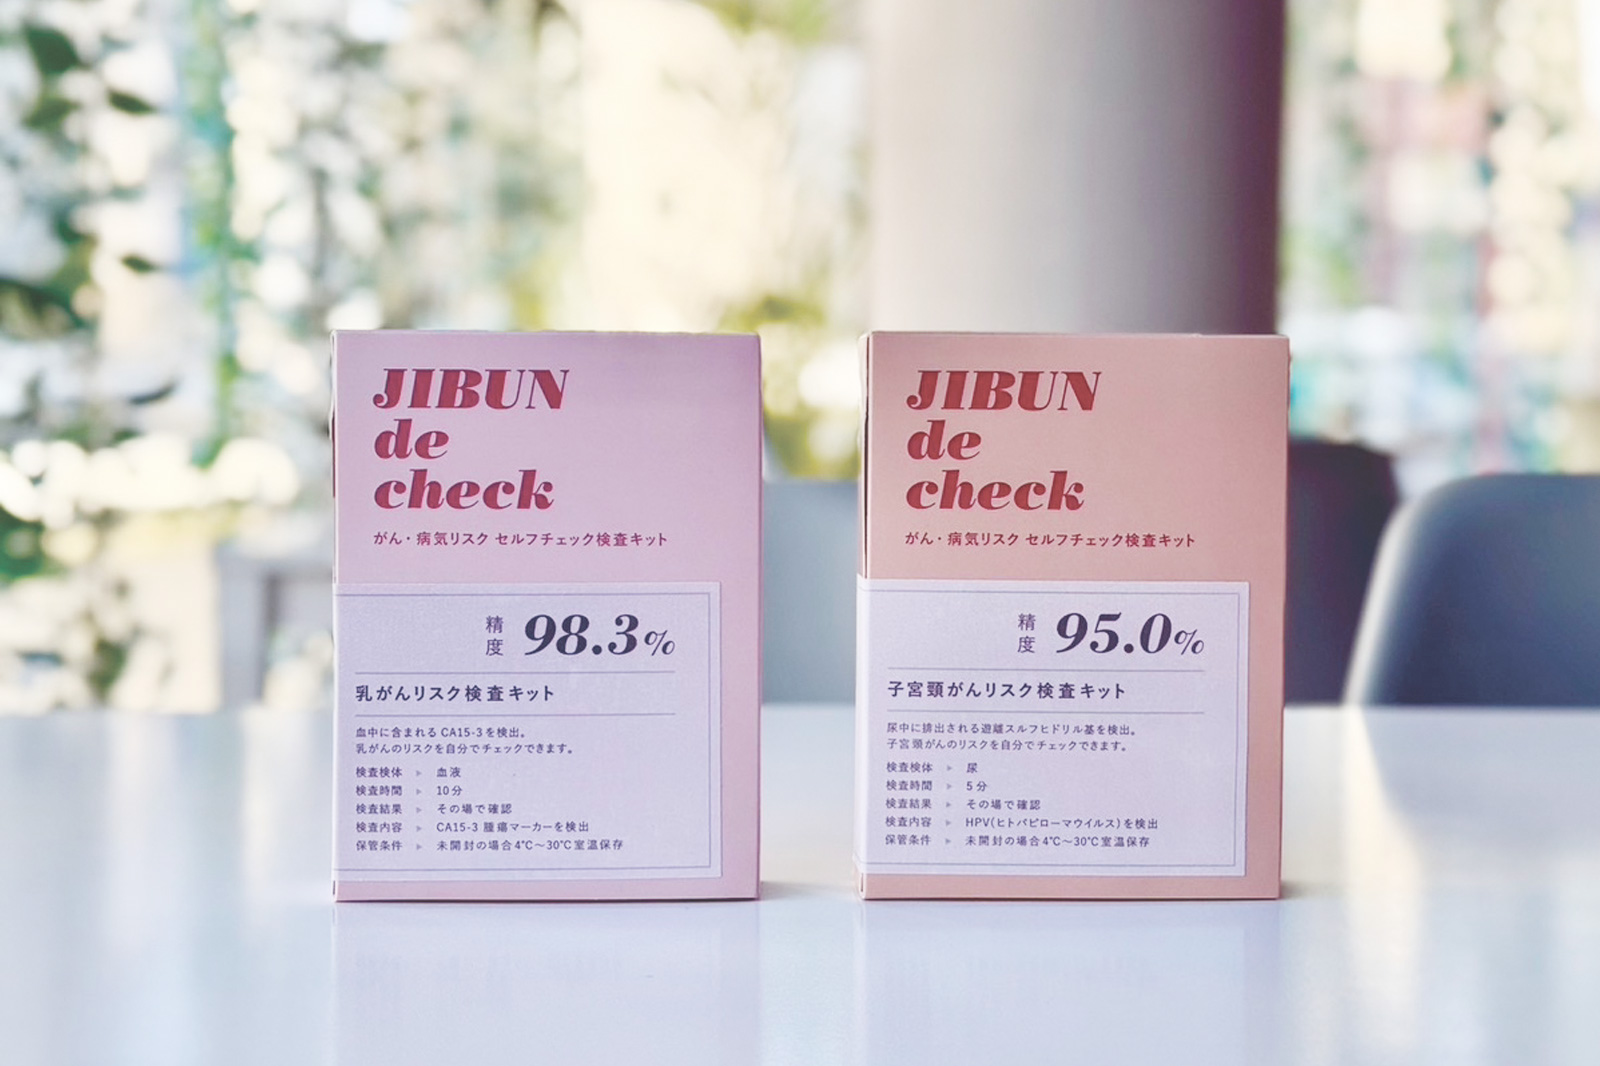 JIBUN
de
check
がん・病気リスク セルフチェック検査キット
精度 98.3%
乳がんリスク検査キット
血中に含まれるCA15-3を検出。
乳がんのリスクを自分でチェックできます。
検査検体 ▶ 血液
検査時間 ▶ 10分
検査結果 ▶ その場で確認
検査内容 ▶ CA15-3 腫瘍マーカーを検出
保管条件 ▶ 未開封の場合4℃〜30℃室温保存
JIBUN
de
check
がん・病気リスク セルフチェック検査キット
精度 95.0%
子宮頸がんリスク検査キット
尿中に排出される遊離スルフヒドリル基を検出。
子宮頸がんのリスクを自分でチェックできます。
検査検体 ▶ 尿
検査時間 ▶ 5分
検査結果 ▶ その場で確認
検査内容 ▶ HPV(ヒトパピローマウイルス)を検出
保管条件 ▶ 未開封の場合4℃〜30℃室温保存